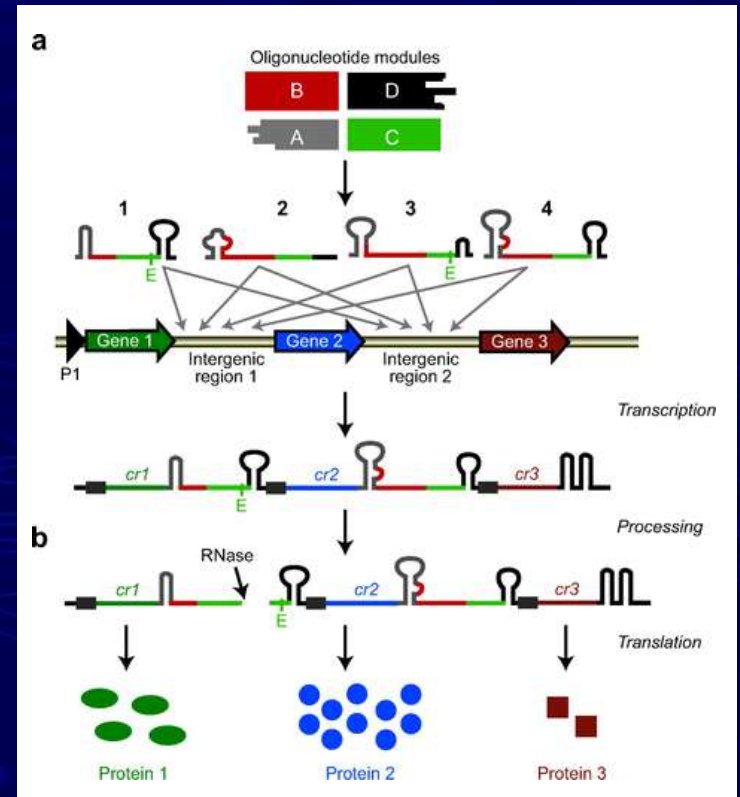 a
Oligonucleotide modules
B D
A C
1 2 3 4
E E
P1 Gene 1 Gene 2 Gene 3
Intergenic region 1
Intergenic region 2
Transcription
cr1 cr2 cr3
E
Processing
b
RNase
cr1 cr2 cr3
E
Translation
Protein 1 Protein 2 Protein 3